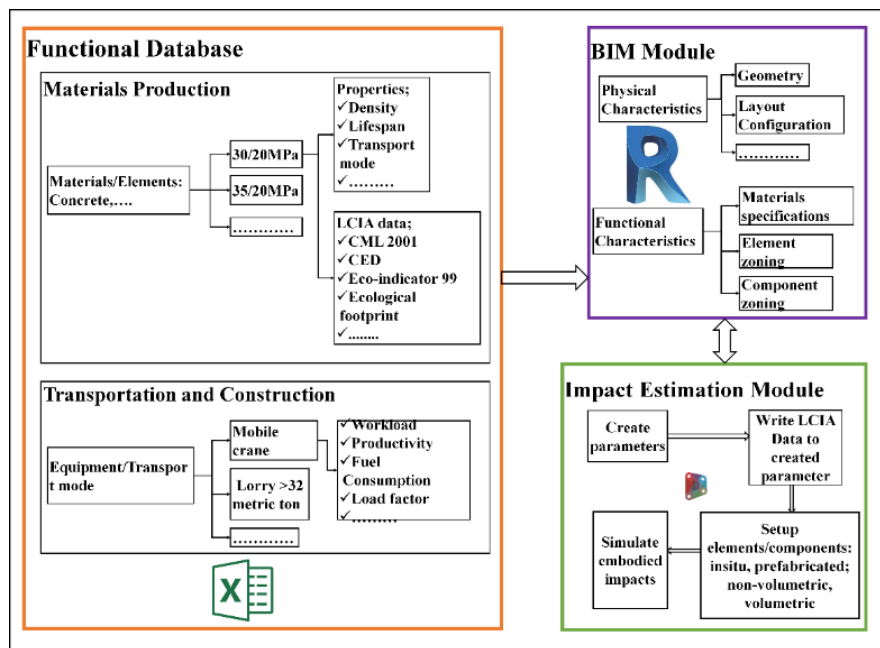 Functional Database
Materials Production
Materials/Elements:
Concrete,….
30/20MPa
35/20MPa
…………
Properties;
✓Density
✓Lifespan
✓Transport
mode
✓………
LCIA data;
✓CML 2001
✓CED
✓Eco-indicator 99
✓Ecological
footprint
✓........
Transportation and Construction
Equipment/Transpor
t mode
Mobile
crane
Lorry >32
metric ton
…………
✓Workload
✓Productivity
✓Fuel
Consumption
✓Load factor
✓………
X
BIM Module
Physical
Characteristics
Geometry
Layout
Configuration
…………
R
Functional
Characteristics
Materials
specifications
Element
zoning
Component
zoning
Impact Estimation Module
Create
parameters
Write LCIA
Data to
created
parameter
Simulate
embodied
impacts
Setup
elements/components:
insitu, prefabricated;
non-volumetric,
volumetric